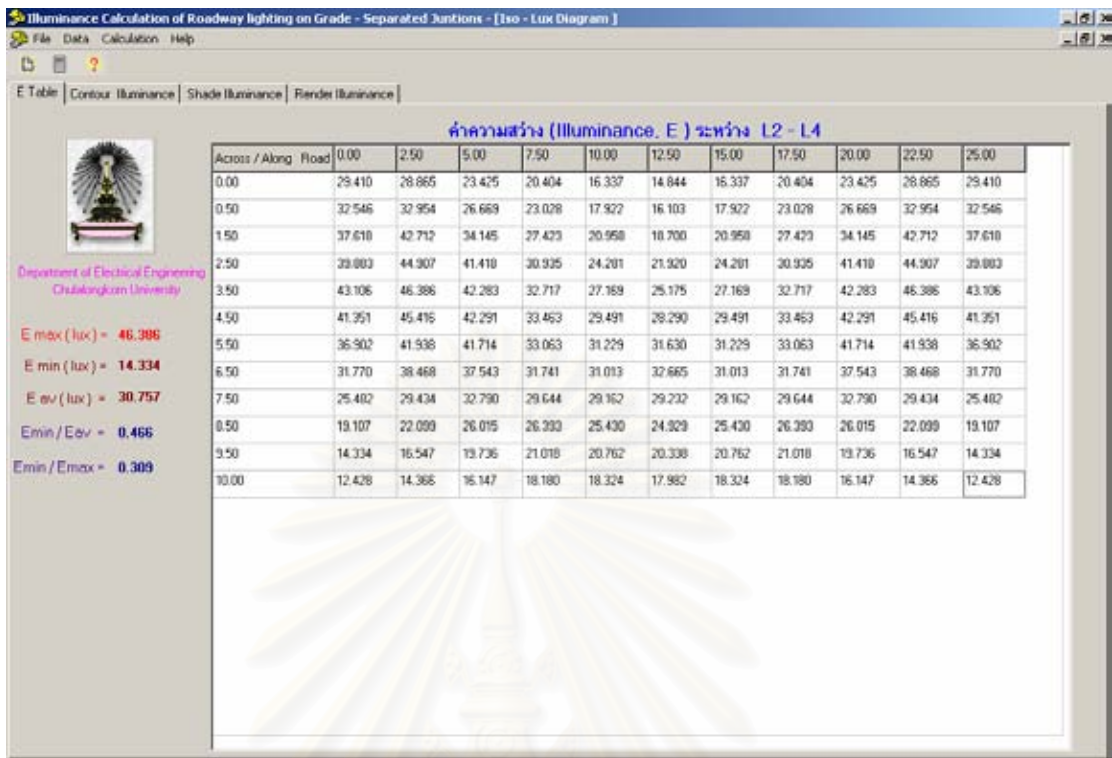 Illuminance Calculation of Roadway lighting on Grade - Separated Juntions - [Iso - Lux Diagram ]
File Data Calculation Help
E Table Contour Illuminance Shade Illuminance Render Illuminance
ค่าความสว่าง (Illuminance, E ) ระหว่าง L2 - L4
Across / Along Road 0.00 2.50 5.00 7.50 10.00 12.50 15.00 17.50 20.00 22.50 25.00
0.00 29.410 28.865 23.425 20.404 16.337 14.844 16.337 20.404 23.425 28.865 29.410
0.50 32.546 32.954 26.669 23.028 17.922 16.103 17.922 23.028 26.669 32.954 32.546
1.50 37.618 42.712 34.145 27.423 20.958 18.700 20.958 27.423 34.145 42.712 37.618
2.50 39.883 44.907 41.418 30.935 24.281 21.920 24.281 30.935 41.418 44.907 39.883
3.50 43.106 46.386 42.283 32.717 27.169 25.175 27.169 32.717 42.283 46.386 43.106
4.50 41.351 45.416 42.291 33.463 29.491 28.290 29.491 33.463 42.291 45.416 41.351
5.50 36.902 41.938 41.714 33.063 31.229 31.630 31.229 33.063 41.714 41.938 36.902
6.50 31.770 38.468 37.543 31.741 31.013 32.665 31.013 31.741 37.543 38.468 31.770
7.50 25.482 29.434 32.790 29.644 29.162 29.232 29.162 29.644 32.790 29.434 25.482
8.50 19.107 22.099 26.015 26.393 25.430 24.929 25.430 26.393 26.015 22.099 19.107
9.50 14.334 16.547 19.736 21.018 20.762 20.338 20.762 21.018 19.736 16.547 14.334
10.00 12.428 14.366 16.147 18.180 18.324 17.982 18.324 18.180 16.147 14.366 12.428
Department of Electrical Engineering
Chulalongkorn University
E max ( lux ) = 46.386
E min ( lux ) = 14.334
E av ( lux ) = 30.757
Emin / Eav = 0.466
Emin / Emax = 0.309